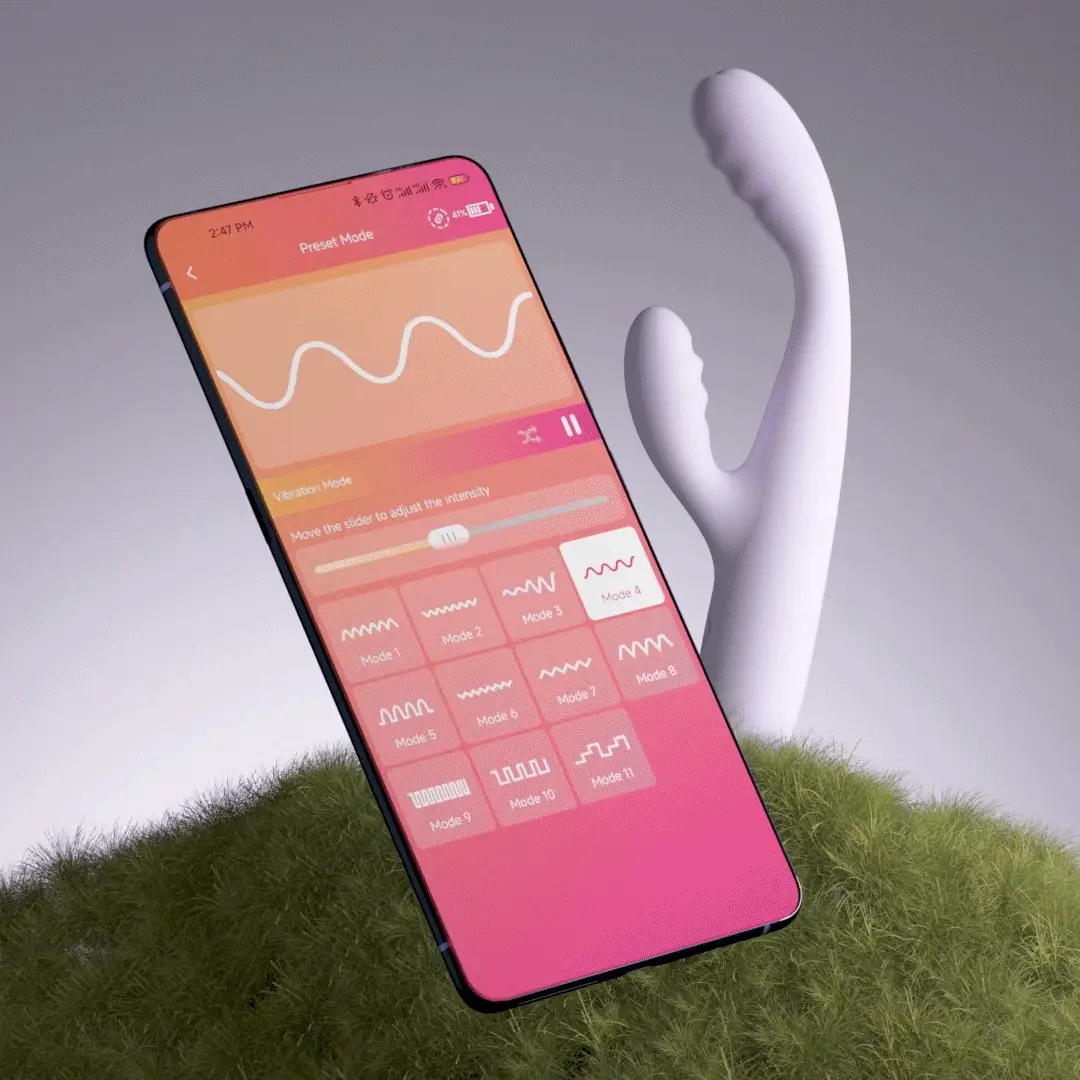 2:47 PM
41%
Preset Mode
Vibration Mode
Move the slider to adjust the intensity
Mode 1
Mode 2
Mode 3
Mode 4
Mode 5
Mode 6
Mode 7
Mode 8
Mode 9
Mode 10
Mode 11